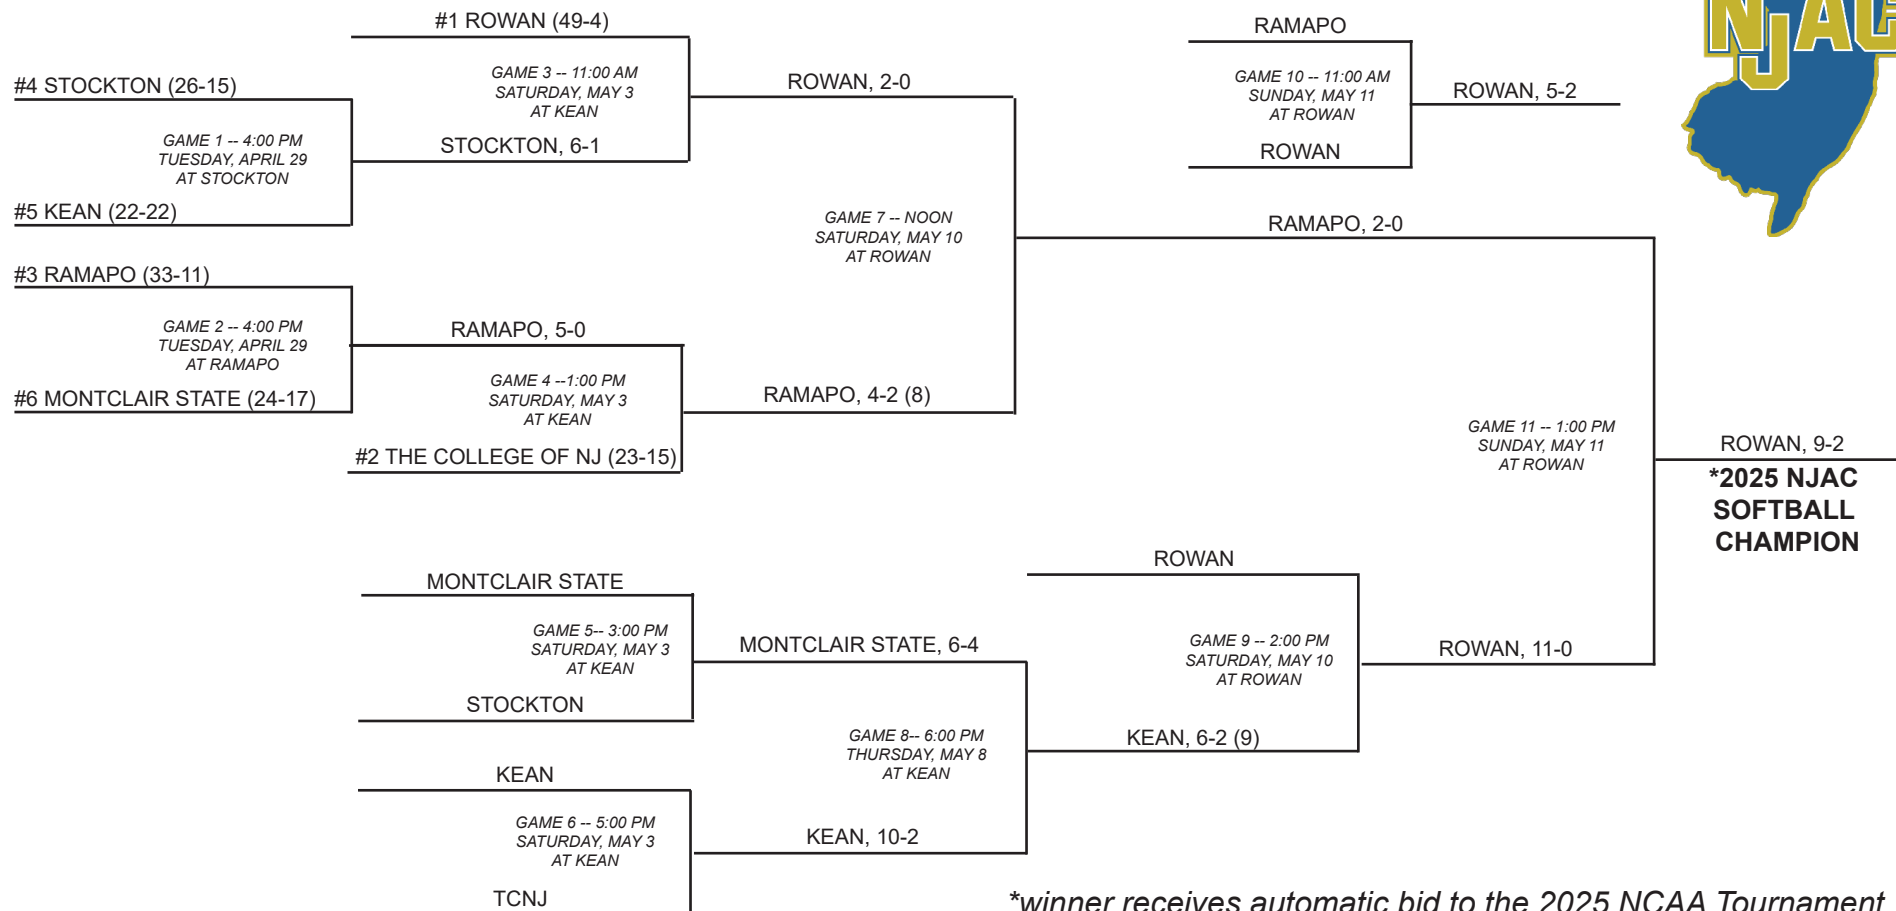 #1 ROWAN (49-4)
GAME 3 -- 11:00 AM
SATURDAY, MAY 3
AT KEAN
#4 STOCKTON (26-15)
GAME 1 -- 4:00 PM
TUESDAY, APRIL 29
AT STOCKTON
#5 KEAN (22-22)
STOCKTON, 6-1
ROWAN, 2-0
#3 RAMAPO (33-11)
GAME 2 -- 4:00 PM
TUESDAY, APRIL 29
AT RAMAPO
#6 MONTCLAIR STATE (24-17)
RAMAPO, 5-0
GAME 4 --1:00 PM
SATURDAY, MAY 3
AT KEAN
#2 THE COLLEGE OF NJ (23-15)
RAMAPO, 4-2 (8)
GAME 7 -- NOON
SATURDAY, MAY 10
AT ROWAN
RAMAPO
GAME 10 -- 11:00 AM
SUNDAY, MAY 11
AT ROWAN
ROWAN
ROWAN, 5-2
NJAC
RAMAPO, 2-0
GAME 11 -- 1:00 PM
SUNDAY, MAY 11
AT ROWAN
ROWAN, 9-2
*2025 NJAC
SOFTBALL
CHAMPION
MONTCLAIR STATE
GAME 5-- 3:00 PM
SATURDAY, MAY 3
AT KEAN
STOCKTON
MONTCLAIR STATE, 6-4
GAME 8-- 6:00 PM
THURSDAY, MAY 8
AT KEAN
KEAN
GAME 6 -- 5:00 PM
SATURDAY, MAY 3
AT KEAN
TCNJ
KEAN, 10-2
ROWAN
GAME 9 -- 2:00 PM
SATURDAY, MAY 10
AT ROWAN
KEAN, 6-2 (9)
ROWAN, 11-0
*winner receives automatic bid to the 2025 NCAA Tournament